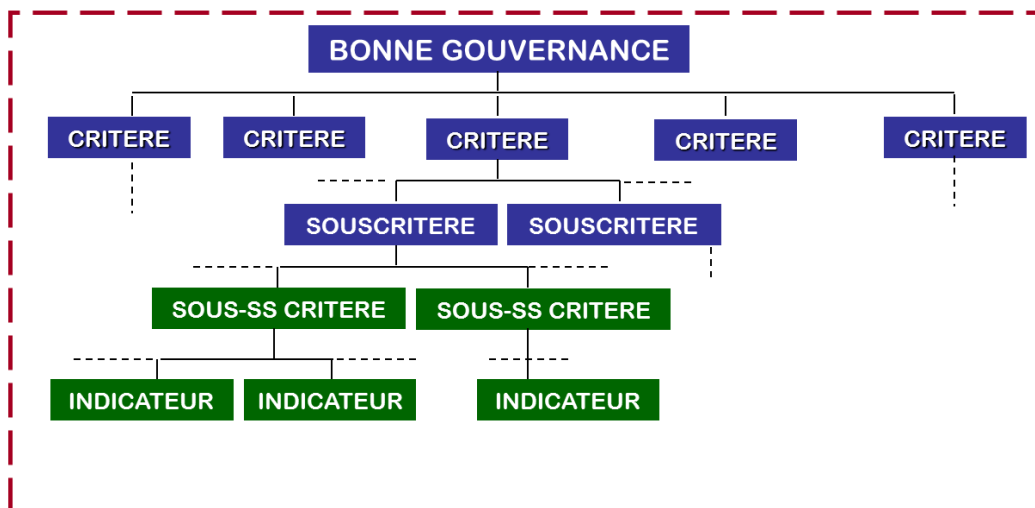 BONNE GOUVERNANCE
CRITERE
CRITERE
CRITERE
CRITERE
CRITERE
SOUSCRITERE
SOUSCRITERE
SOUS-SS CRITERE
SOUS-SS CRITERE
INDICATEUR
INDICATEUR
INDICATEUR